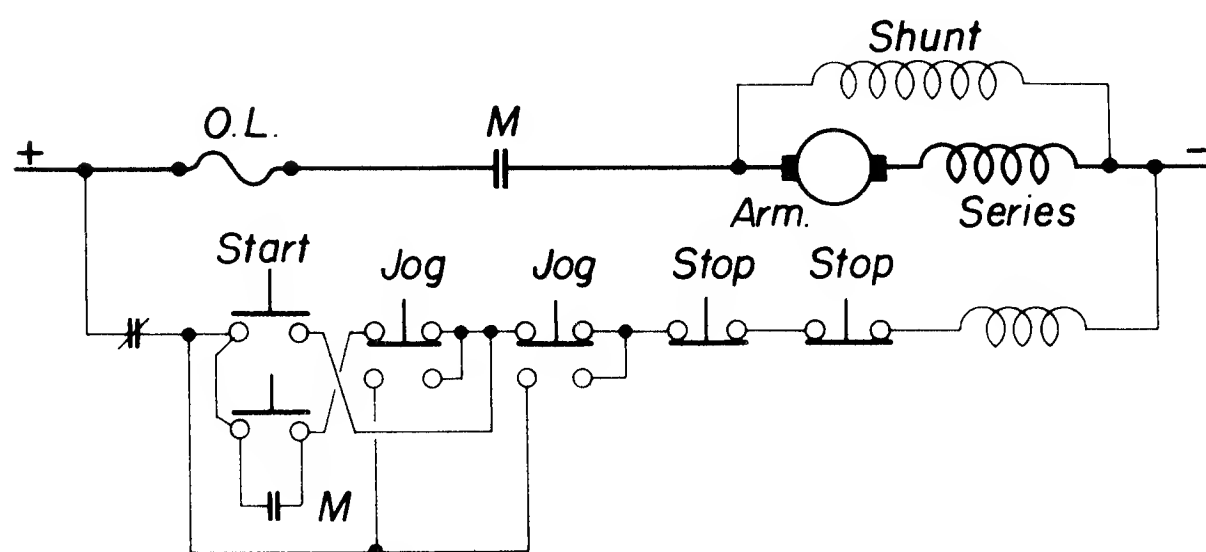 Shunt
O.L.
M
+
-
Arm.
Series
Start
Jog
Jog
Stop
Stop
M